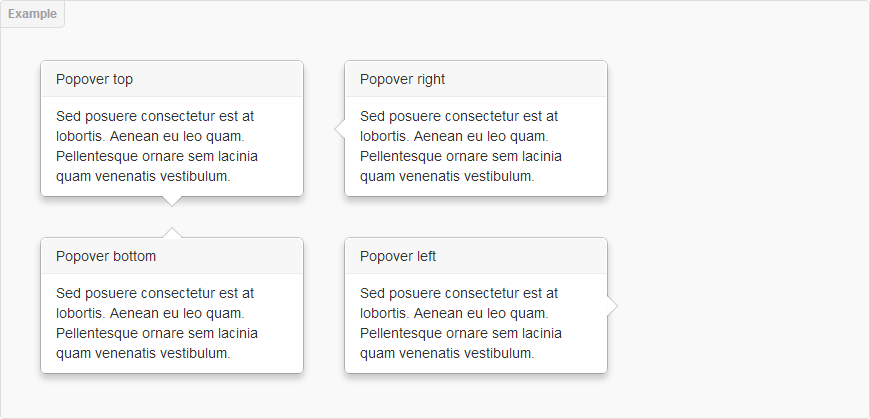 Example
Popover top
Sed posuere consectetur est at
lobortis. Aenean eu leo quam.
Pellentesque ornare sem lacinia
quam venenatis vestibulum.
Popover right
Sed posuere consectetur est at
lobortis. Aenean eu leo quam.
Pellentesque ornare sem lacinia
quam venenatis vestibulum.
Popover bottom
Sed posuere consectetur est at
lobortis. Aenean eu leo quam.
Pellentesque ornare sem lacinia
quam venenatis vestibulum.
Popover left
Sed posuere consectetur est at
lobortis. Aenean eu leo quam.
Pellentesque ornare sem lacinia
quam venenatis vestibulum.